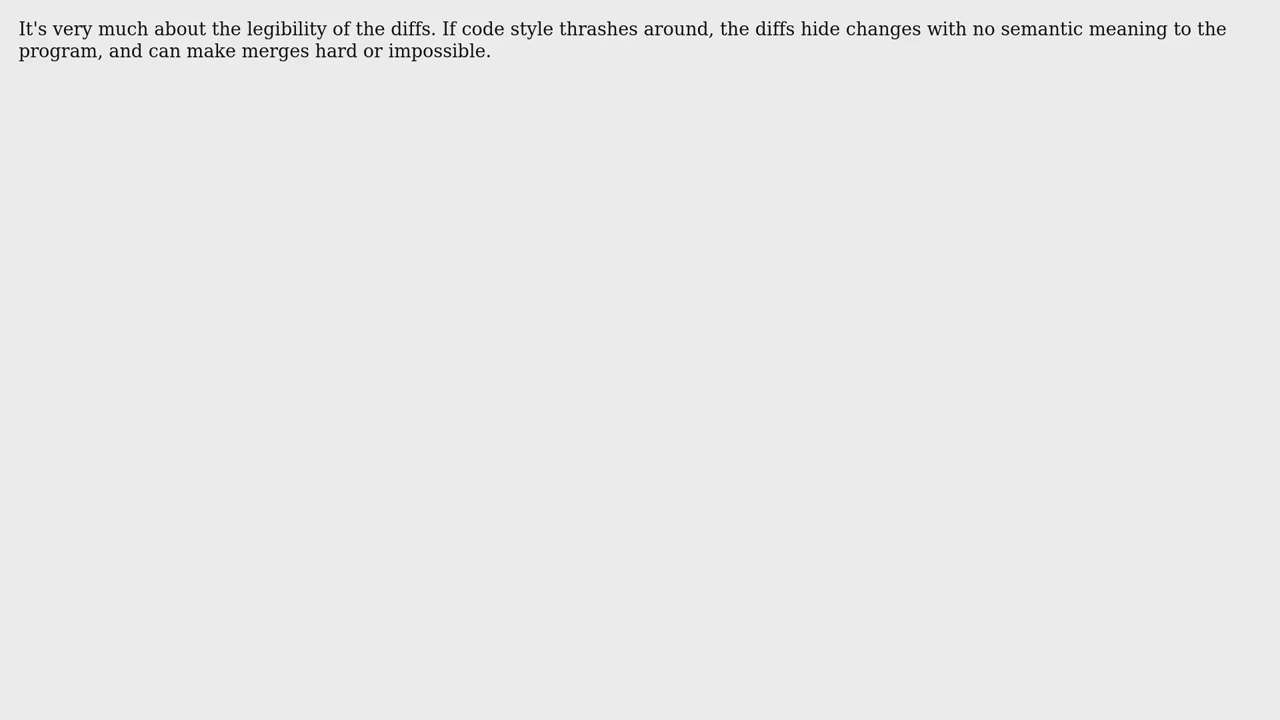 It's very much about the legibility of the diffs. If code style thrashes around, the diffs hide changes with no semantic meaning to the
program, and can make merges hard or impossible.